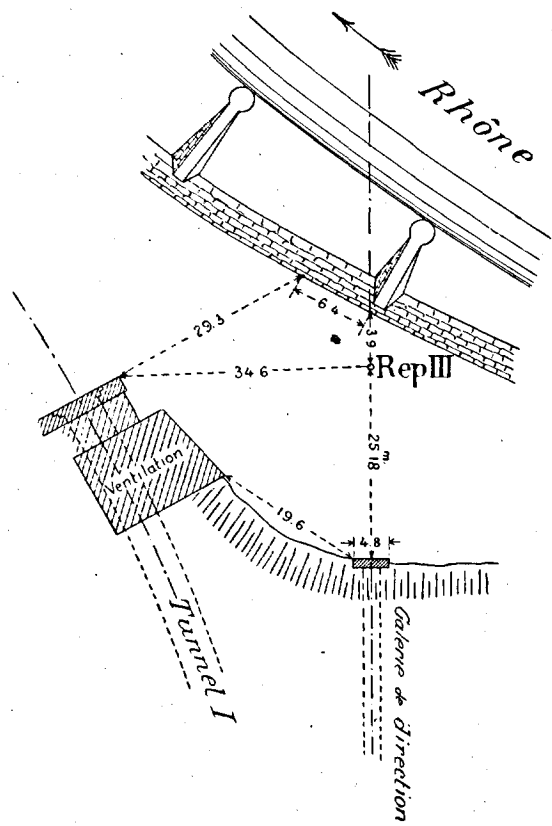 Rhône
6 4
29.3
3 9
34 6
Rep III
25 18 m.
Ventilation
19.6
4.8
Tunnel I
Galerie de direction